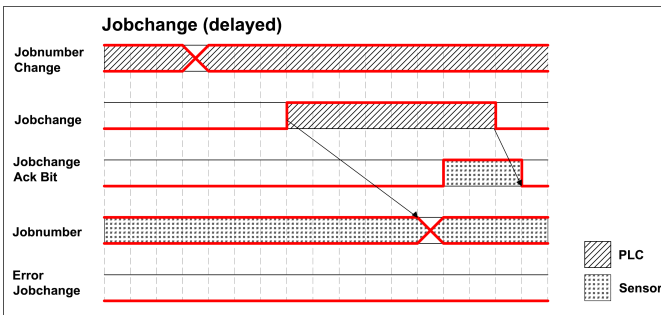 Jobchange (delayed)
Jobnumber
Change
Jobchange
Jobchange
Ack Bit
Jobnumber
Error
Jobchange
PLC
Sensor